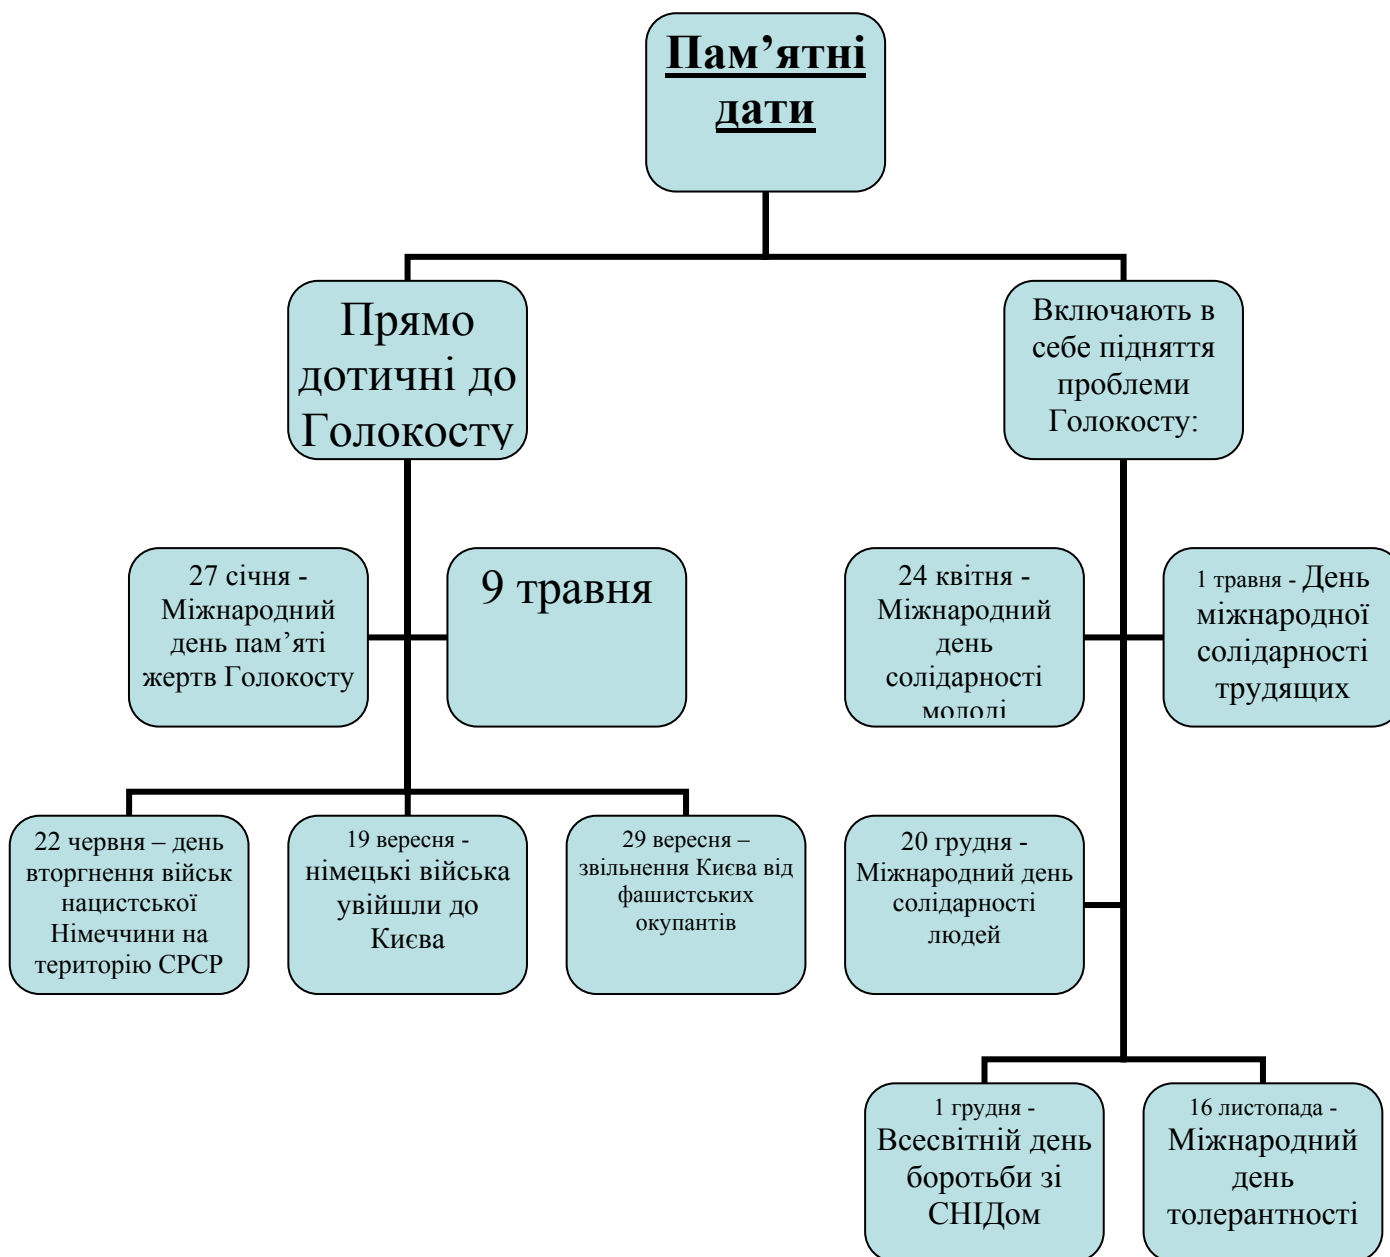 Пам’ятні
дати
Прямо
дотичні до
Голокосту
Включають в
себе підняття
проблеми
Голокосту:
27 січня -
Міжнародний
день пам’яті
жертв Голокосту
9 травня
24 квітня -
Міжнародний
день
солідарності
молоді
1 травня - День
міжнародної
солідарності
трудящих
22 червня – день
вторгнення військ
нацистської
Німеччини на
територію СРСР
19 вересня -
німецькі війська
увійшли до
Києва
29 вересня –
звільнення Києва від
фашистських
окупантів
20 грудня -
Міжнародний день
солідарності
людей
1 грудня -
Всесвітній день
боротьби зі
СНІДом
16 листопада -
Міжнародний
день
толерантності